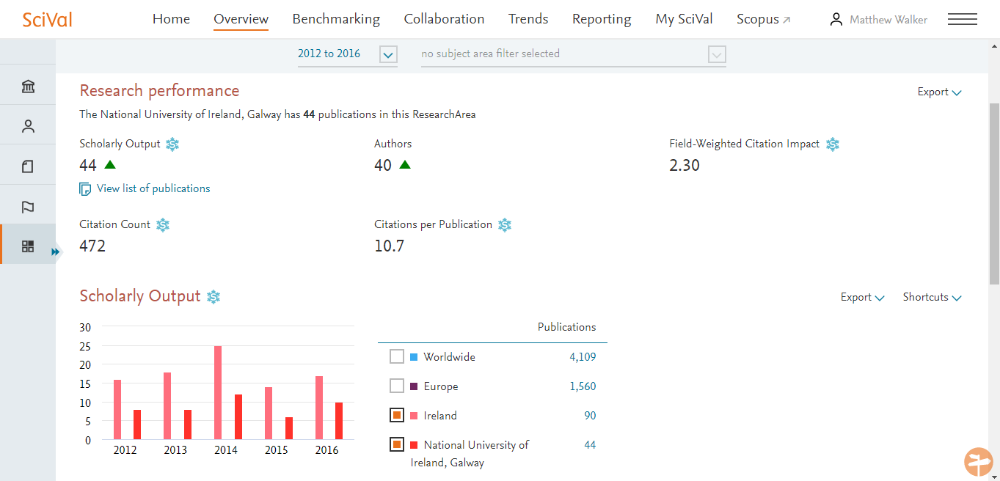 SciVal
Home Overview Benchmarking Collaboration Trends Reporting My SciVal Scopus Matthew Walker
2012 to 2016 no subject area filter selected
Research performance
Export
The National University of Ireland, Galway has 44 publications in this ResearchArea
Scholarly Output Authors Field-Weighted Citation Impact
44 40 2.30
View list of publications
Citation Count Citations per Publication
472 10.7
Scholarly Output
Export Shortcuts
30
25
20
15
10
5
0
2012 2013 2014 2015 2016
Publications
Worldwide 4,109
Europe 1,560
Ireland 90
National University of 44
Ireland, Galway